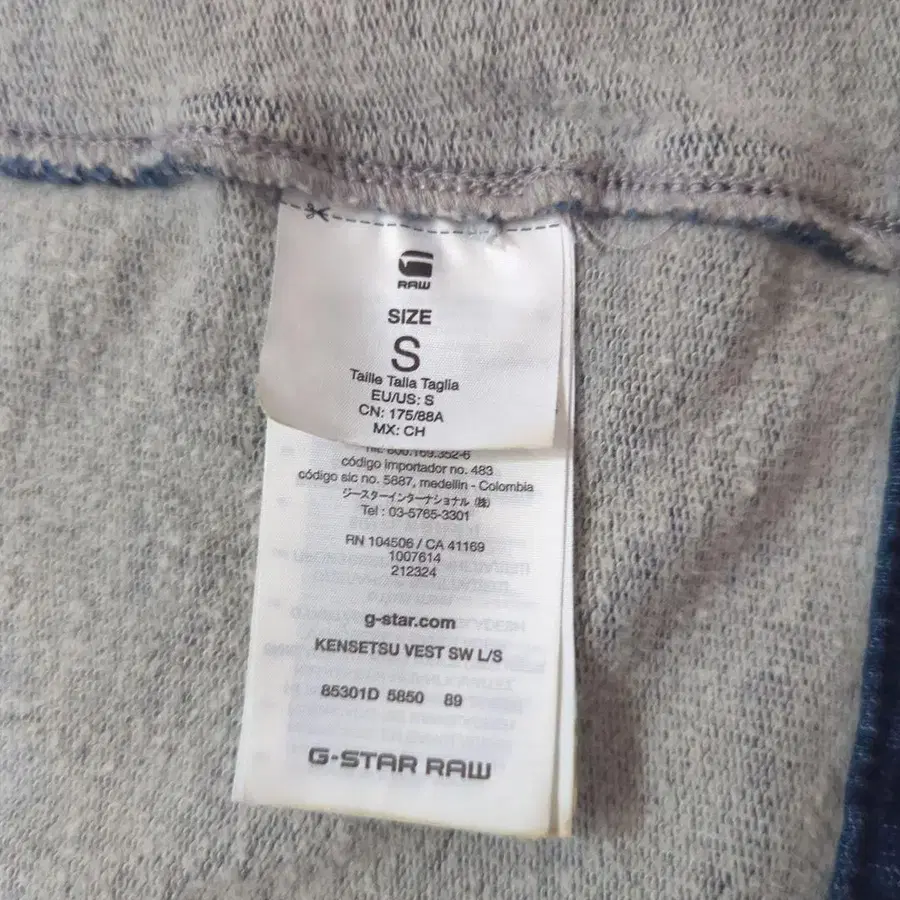 RAW
SIZE
S
Taille Talla Taglia
EU/US: S
CN: 175/88A
MX: CH
código importador no. 483
código sic no. 5887, medellin - Colombia
ジースターインターナショナル (株)
Tel : 03-5765-3301
RN 104506 / CA 41169
1007614
212324
g-star.com
KENSETSU VEST SW L/S
85301D 5850 89
G-STAR RAW